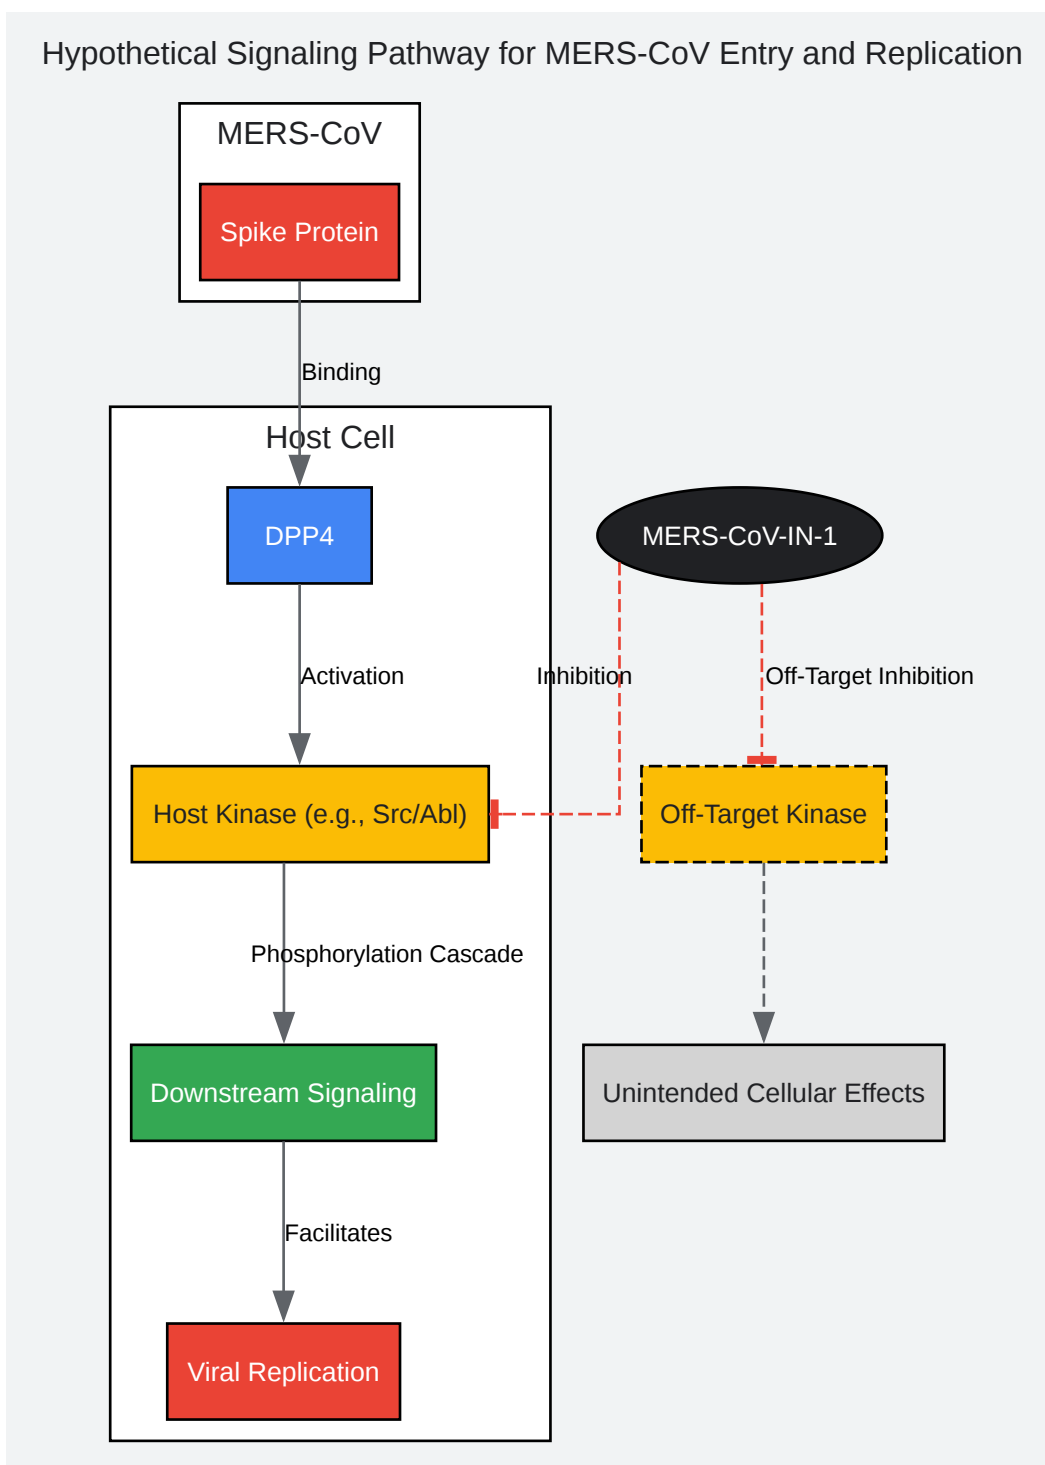 Hypothetical Signaling Pathway for MERS-CoV Entry and Replication
MERS-CoV
Spike Protein
Binding
Host Cell
DPP4
MERS-CoV-IN-1
Activation
Inhibition
Off-Target Inhibition
Host Kinase (e.g., Src/Abl)
Off-Target Kinase
Phosphorylation Cascade
Downstream Signaling
Unintended Cellular Effects
Facilitates
Viral Replication